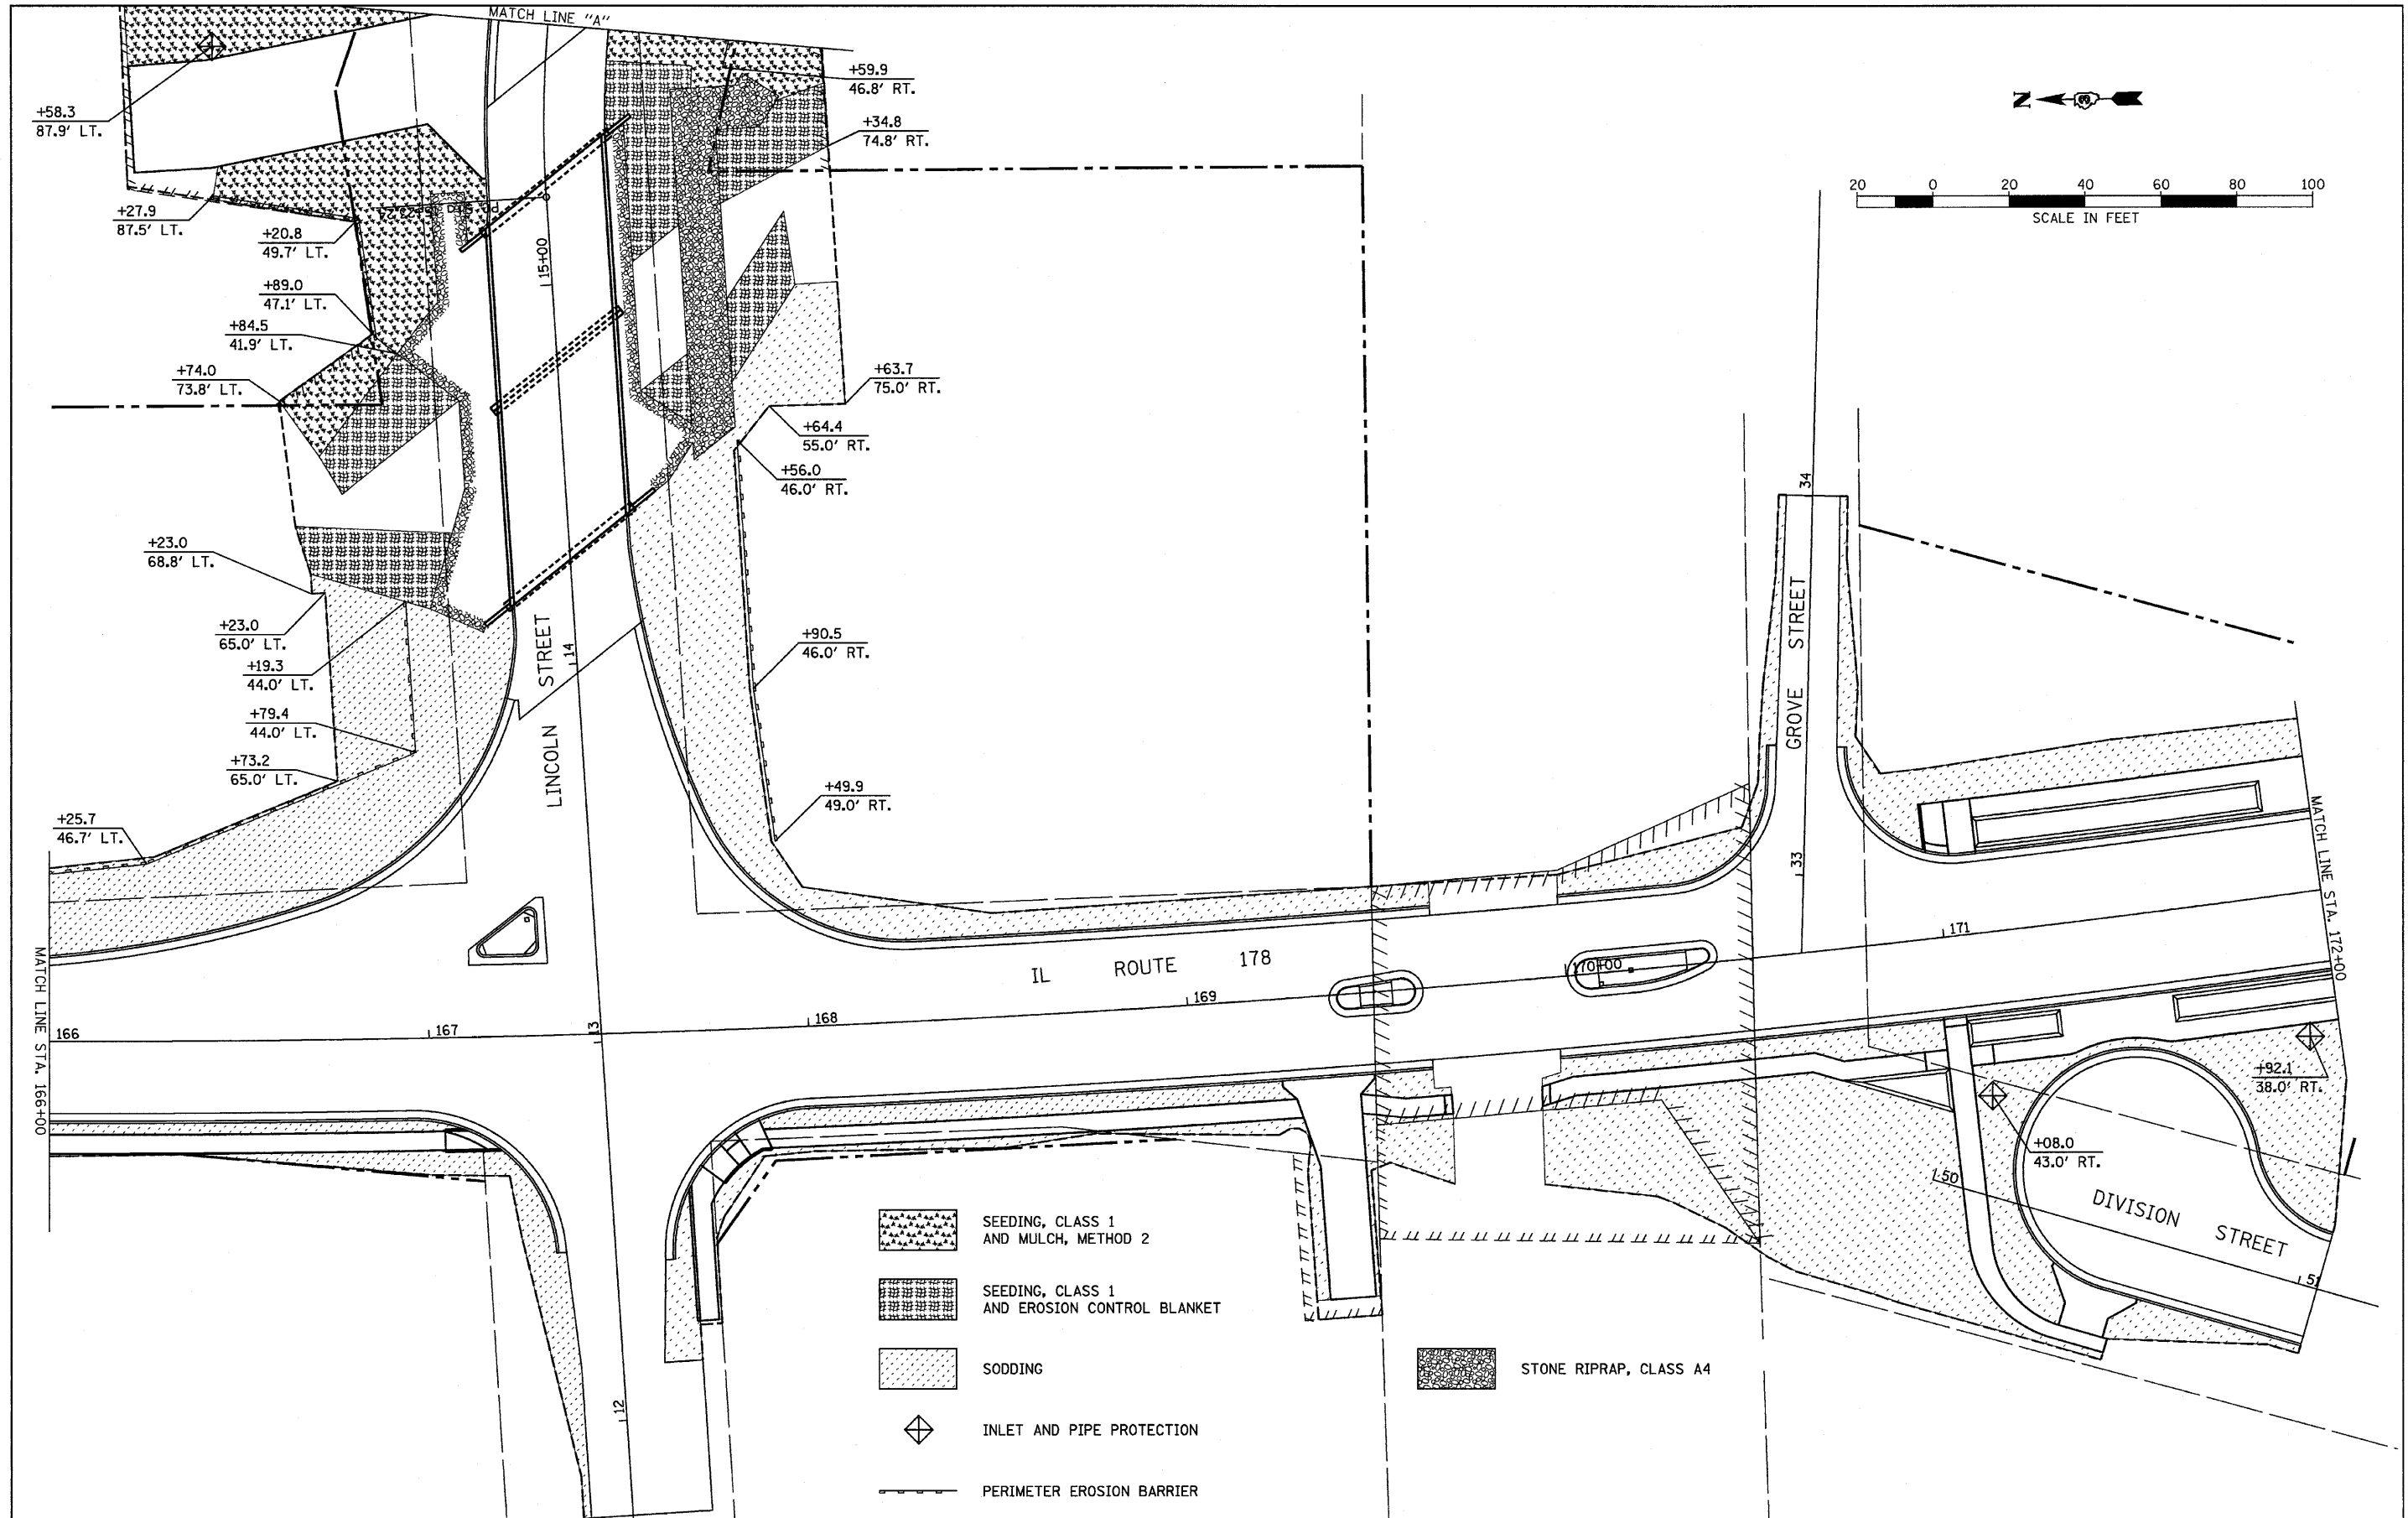 MATCH LINE "A"
+58.3
87.9' LT.
+59.9
46.8' RT.
+34.8
74.8' RT.
N
20 0 20 40 60 80 100
SCALE IN FEET
+27.9
87.5' LT.
+20.8
49.7' LT.
15+00
+89.0
47.1' LT.
+84.5
41.9' LT.
+74.0
73.8' LT.
+63.7
75.0' RT.
+64.4
55.0' RT.
+56.0
46.0' RT.
34
+23.0
68.8' LT.
+23.0
65.0' LT.
+19.3
44.0' LT.
+79.4
44.0' LT.
+73.2
65.0' LT.
+25.7
46.7' LT.
14
LINCOLN STREET
+90.5
46.0' RT.
+49.9
49.0' RT.
GROVE STREET
33
MATCH LINE STA. 166+00
166
167
13
168
IL ROUTE 178
169
170+00
171
MATCH LINE STA. 172+00
+92.1
38.0' RT.
+08.0
43.0' RT.
50
DIVISION STREET
51
12
SEEDING, CLASS 1
AND MULCH, METHOD 2
SEEDING, CLASS 1
AND EROSION CONTROL BLANKET
SODDING
STONE RIPRAP, CLASS A4
INLET AND PIPE PROTECTION
PERIMETER EROSION BARRIER